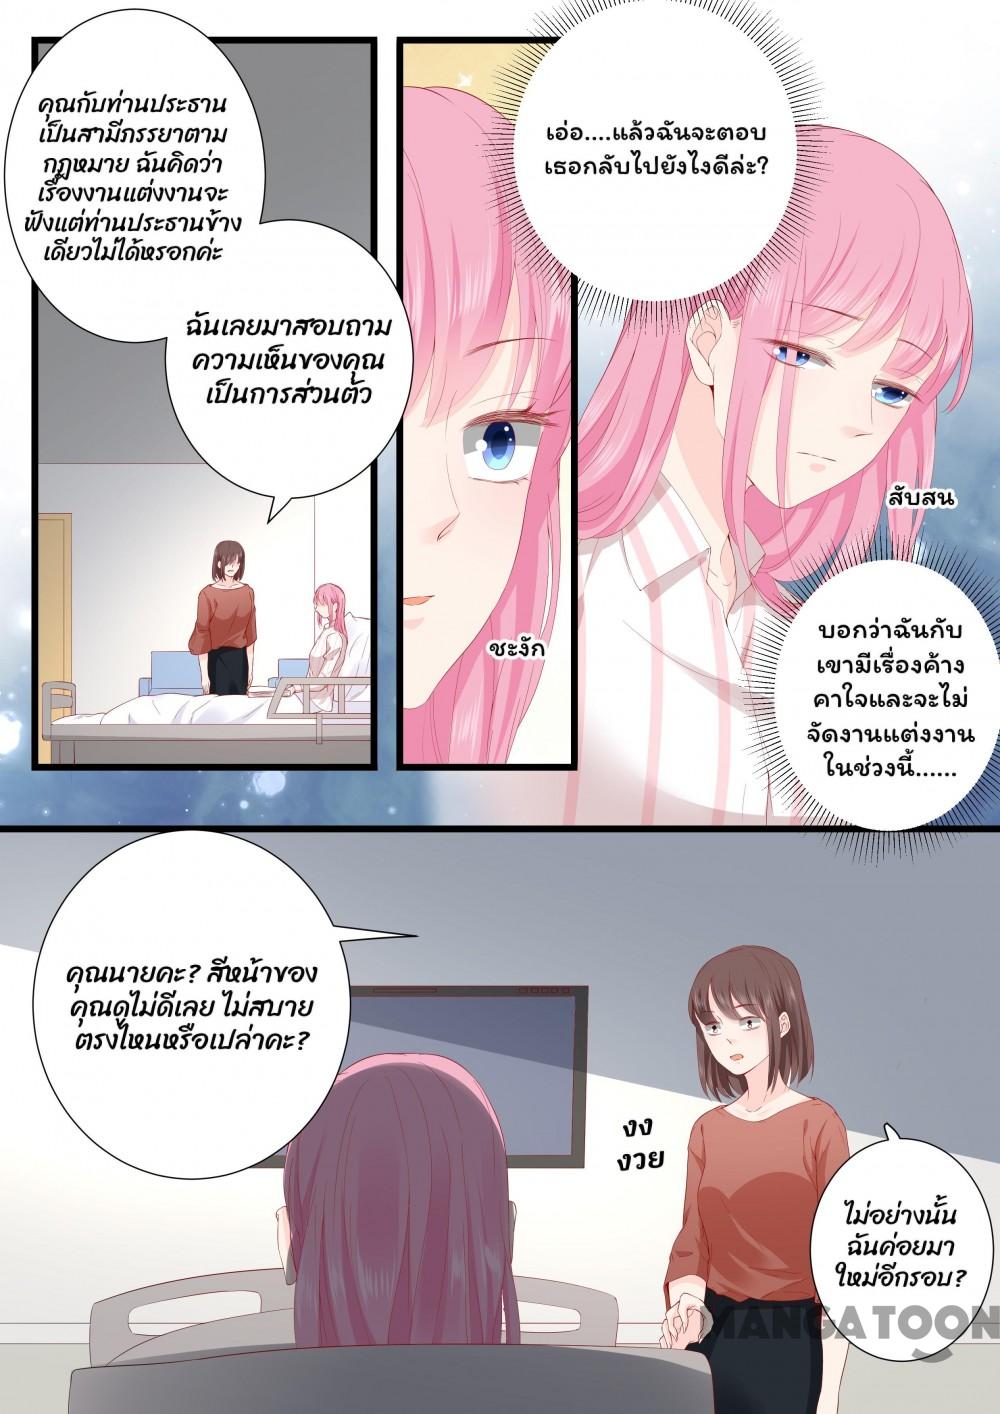 คุณกับท่านประธาน
เป็นสามีภรรยาตาม
กฎหมาย ฉันคิดว่า
เรื่องงานแต่งงานจะ
ฟังแต่ท่านประธานข้าง
เดียวไม่ได้หรอกค่ะ
ฉันเลยมาสอบถาม
ความเห็นของคุณ
เป็นการส่วนตัว
ชะงัก
เอ่อ....แล้วฉันจะตอบ
เธอกลับไปยังไงดีล่ะ?
สับสน
บอกว่าฉันกับ
เขามีเรื่องค้าง
คาใจและจะไม่
จัดงานแต่งงาน
ในช่วงนี้......
คุณนายคะ? สีหน้าของ
คุณดูไม่ดีเลย ไม่สบาย
ตรงไหนหรือเปล่าคะ?
งง
งวย
ไม่อย่างนั้น
ฉันค่อยมา
ใหม่อีกรอบ?
MANGATOON